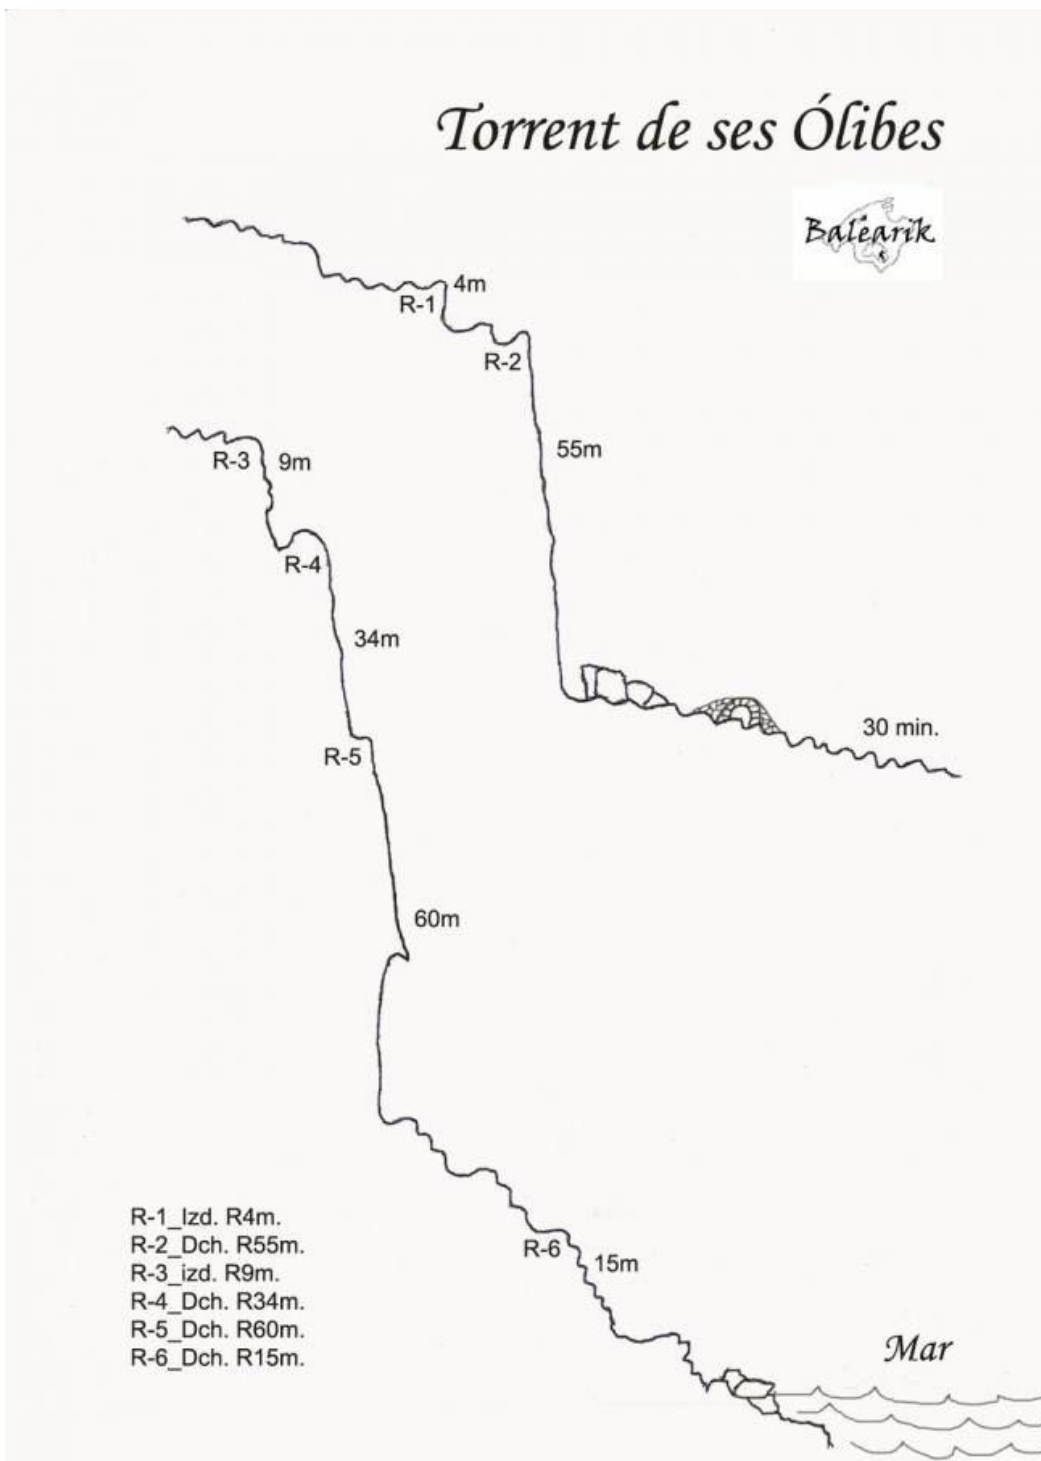 Torrent de ses Ólibes
Baleârik
4m
R-1
R-2
55m
R-3 9m
R-4
34m
30 min.
R-5
60m
R-1_Izd. R4m.
R-2_Dch. R55m.
R-3_izd. R9m.
R-4_Dch. R34m.
R-5_Dch. R60m.
R-6_Dch. R15m.
R-6
15m
Mar